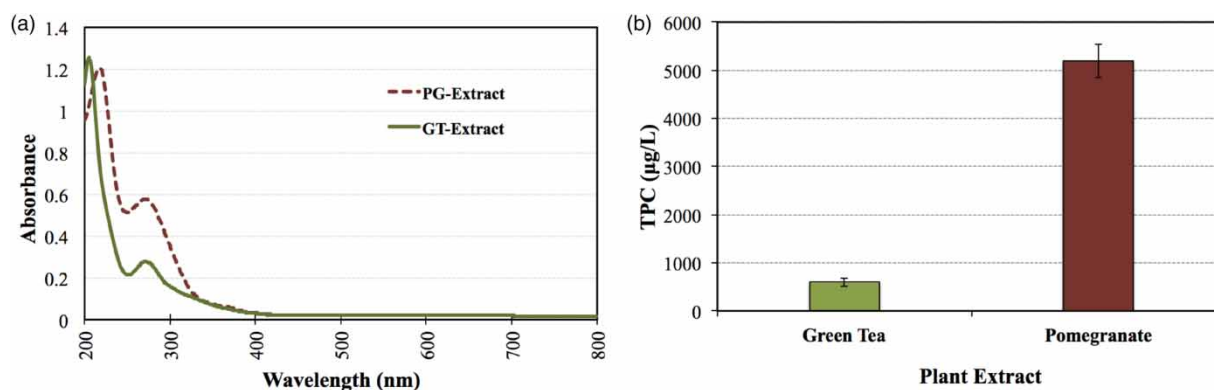 (a)
1.4
1.2
1
0.8
0.6
0.4
0.2
0
Absorbance
PG-Extract
GT-Extract
200
300
400
500
600
700
800
Wavelength (nm)
(b)
6000
5000
4000
3000
2000
1000
0
TPC (µg/L)
Green Tea
Pomegranate
Plant Extract